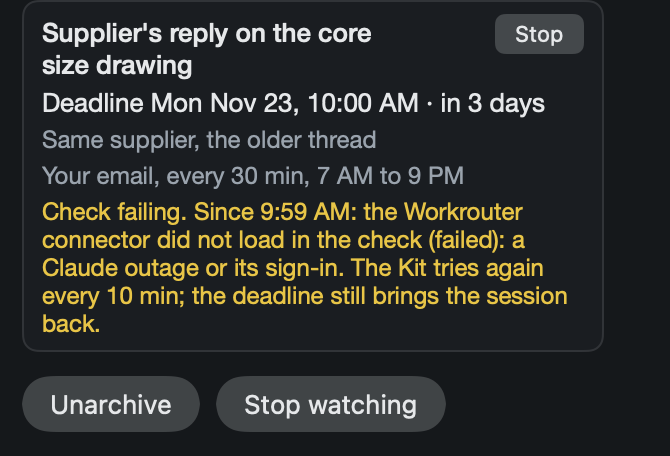 Supplier's reply on the core
size drawing
Stop
Deadline Mon Nov 23, 10:00 AM · in 3 days
Same supplier, the older thread
Your email, every 30 min, 7 AM to 9 PM
Check failing. Since 9:59 AM: the Workrouter
connector did not load in the check (failed): a
Claude outage or its sign-in. The Kit tries again
every 10 min; the deadline still brings the session
back.
Unarchive
Stop watching